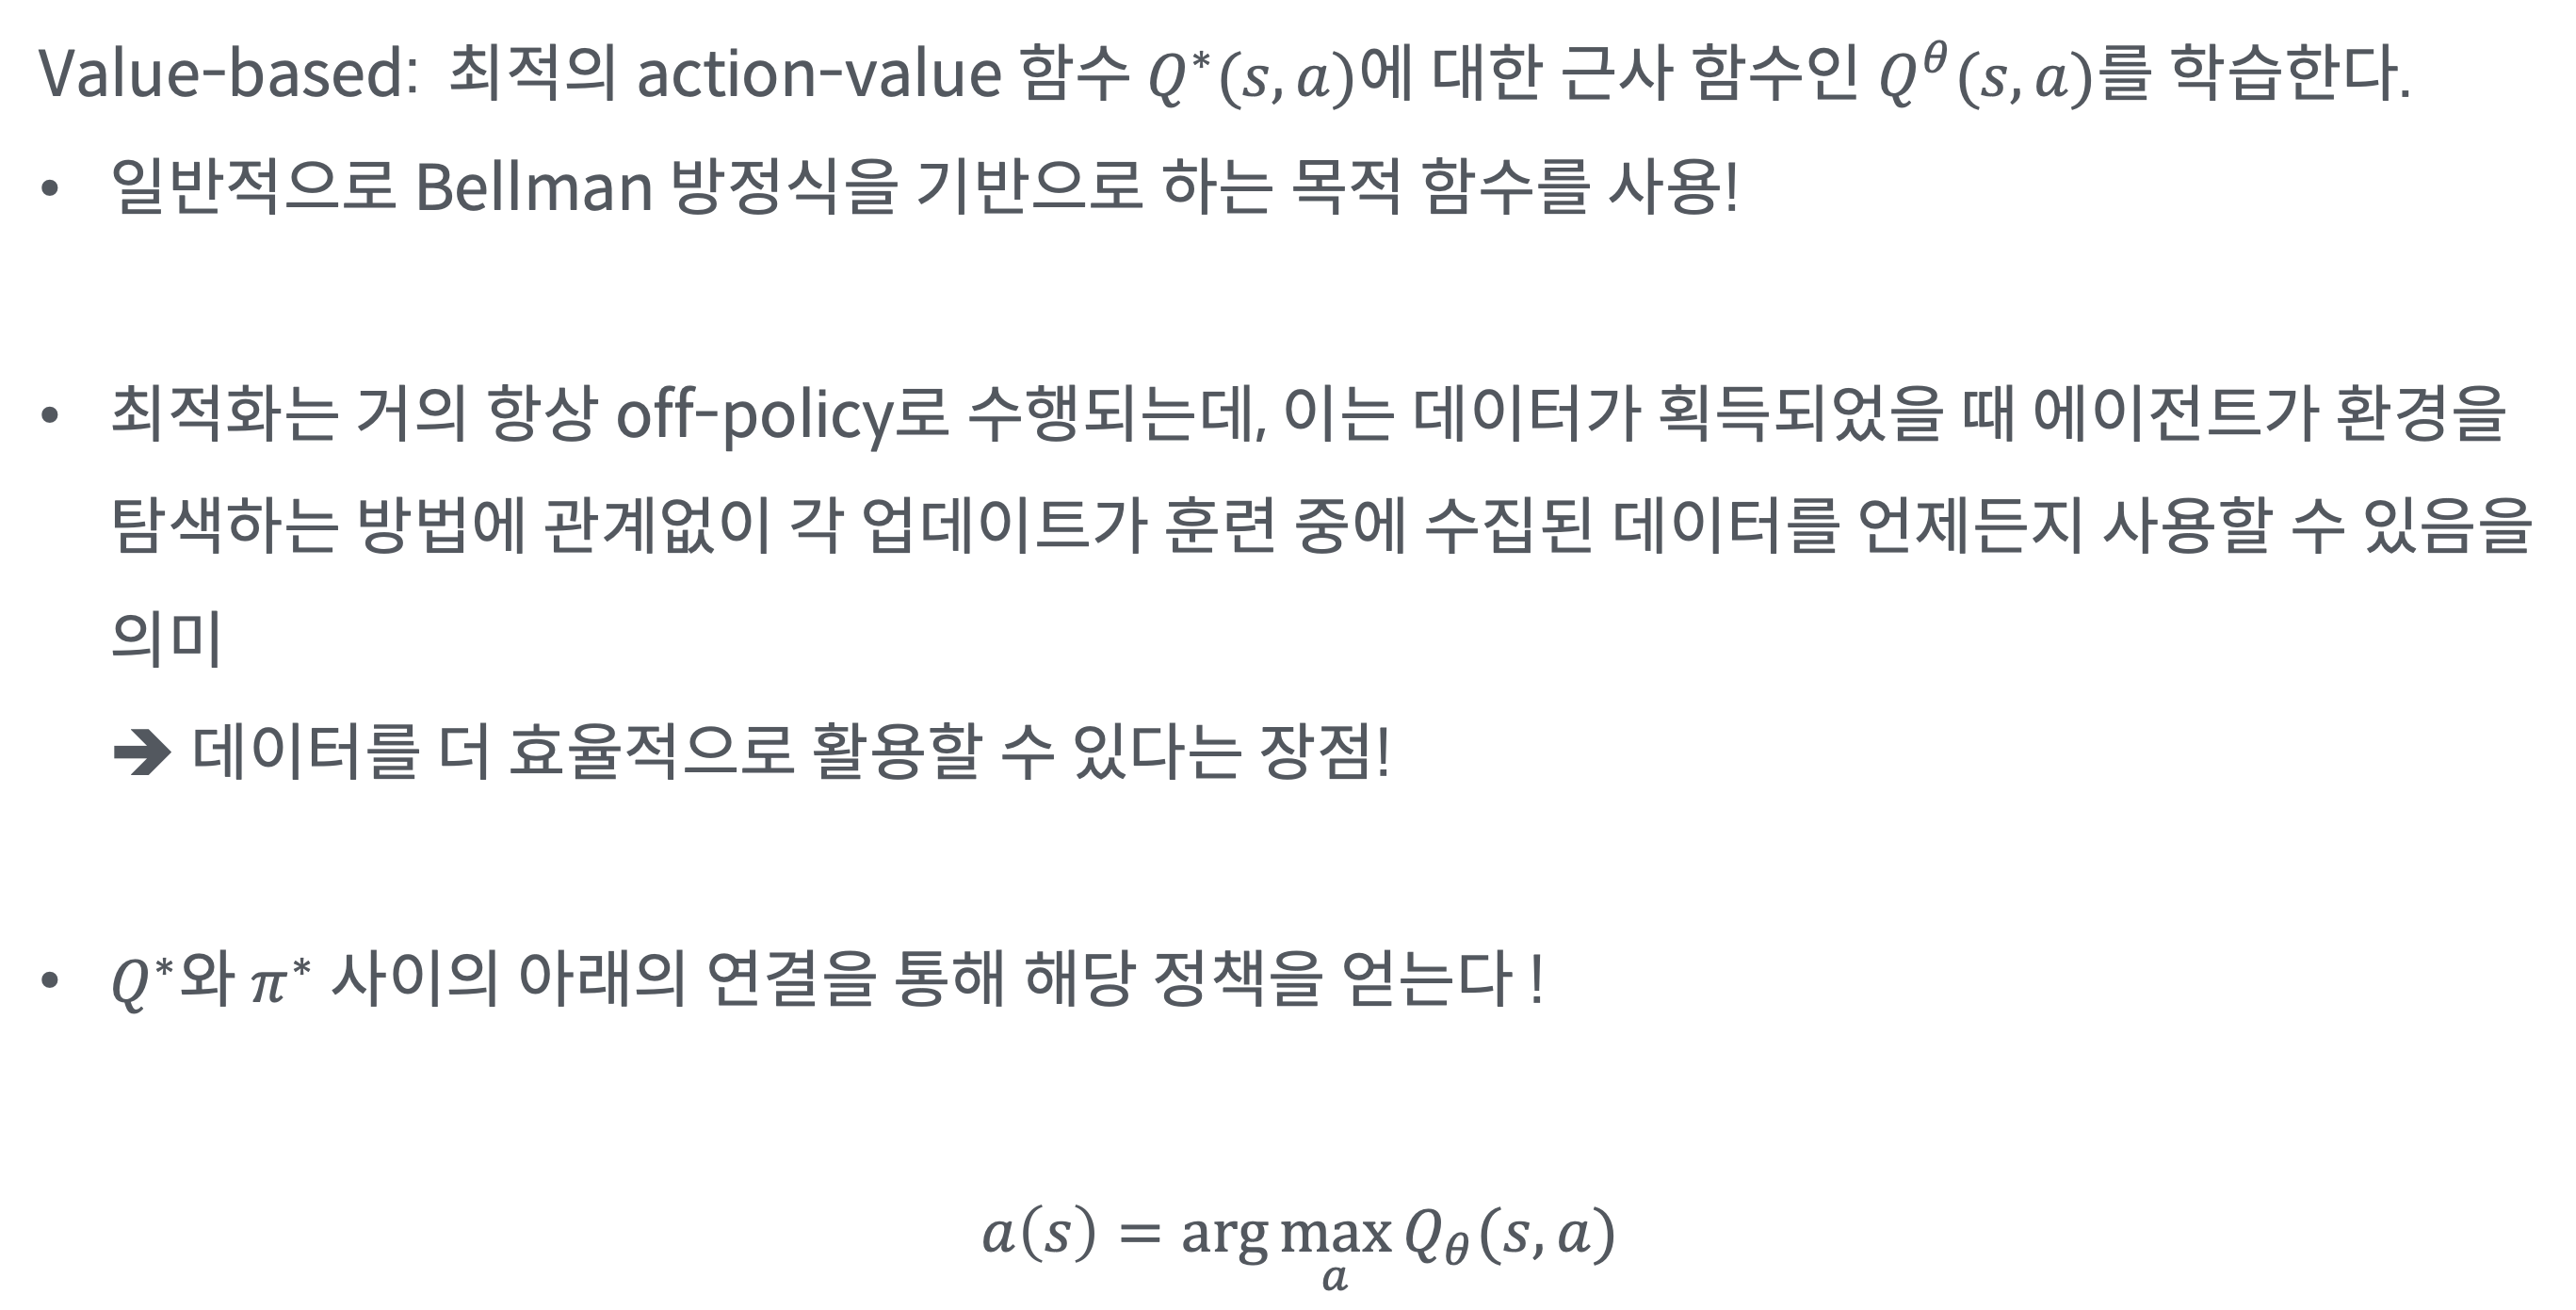 Value-based: 최적의 action-value 함수 Q*(s, a)에 대한 근사 함수인 Q^θ(s, a)를 학습한다.
• 일반적으로 Bellman 방정식을 기반으로 하는 목적 함수를 사용!
• 최적화는 거의 항상 off-policy로 수행되는데, 이는 데이터가 획득되었을 때 에이전트가 환경을
탐색하는 방법에 관계없이 각 업데이트가 훈련 중에 수집된 데이터를 언제든지 사용할 수 있음을
의미
➔ 데이터를 더 효율적으로 활용할 수 있다는 장점!
• Q*와 π* 사이의 아래의 연결을 통해 해당 정책을 얻는다 !
a(s) = arg max_a Q_θ(s, a)